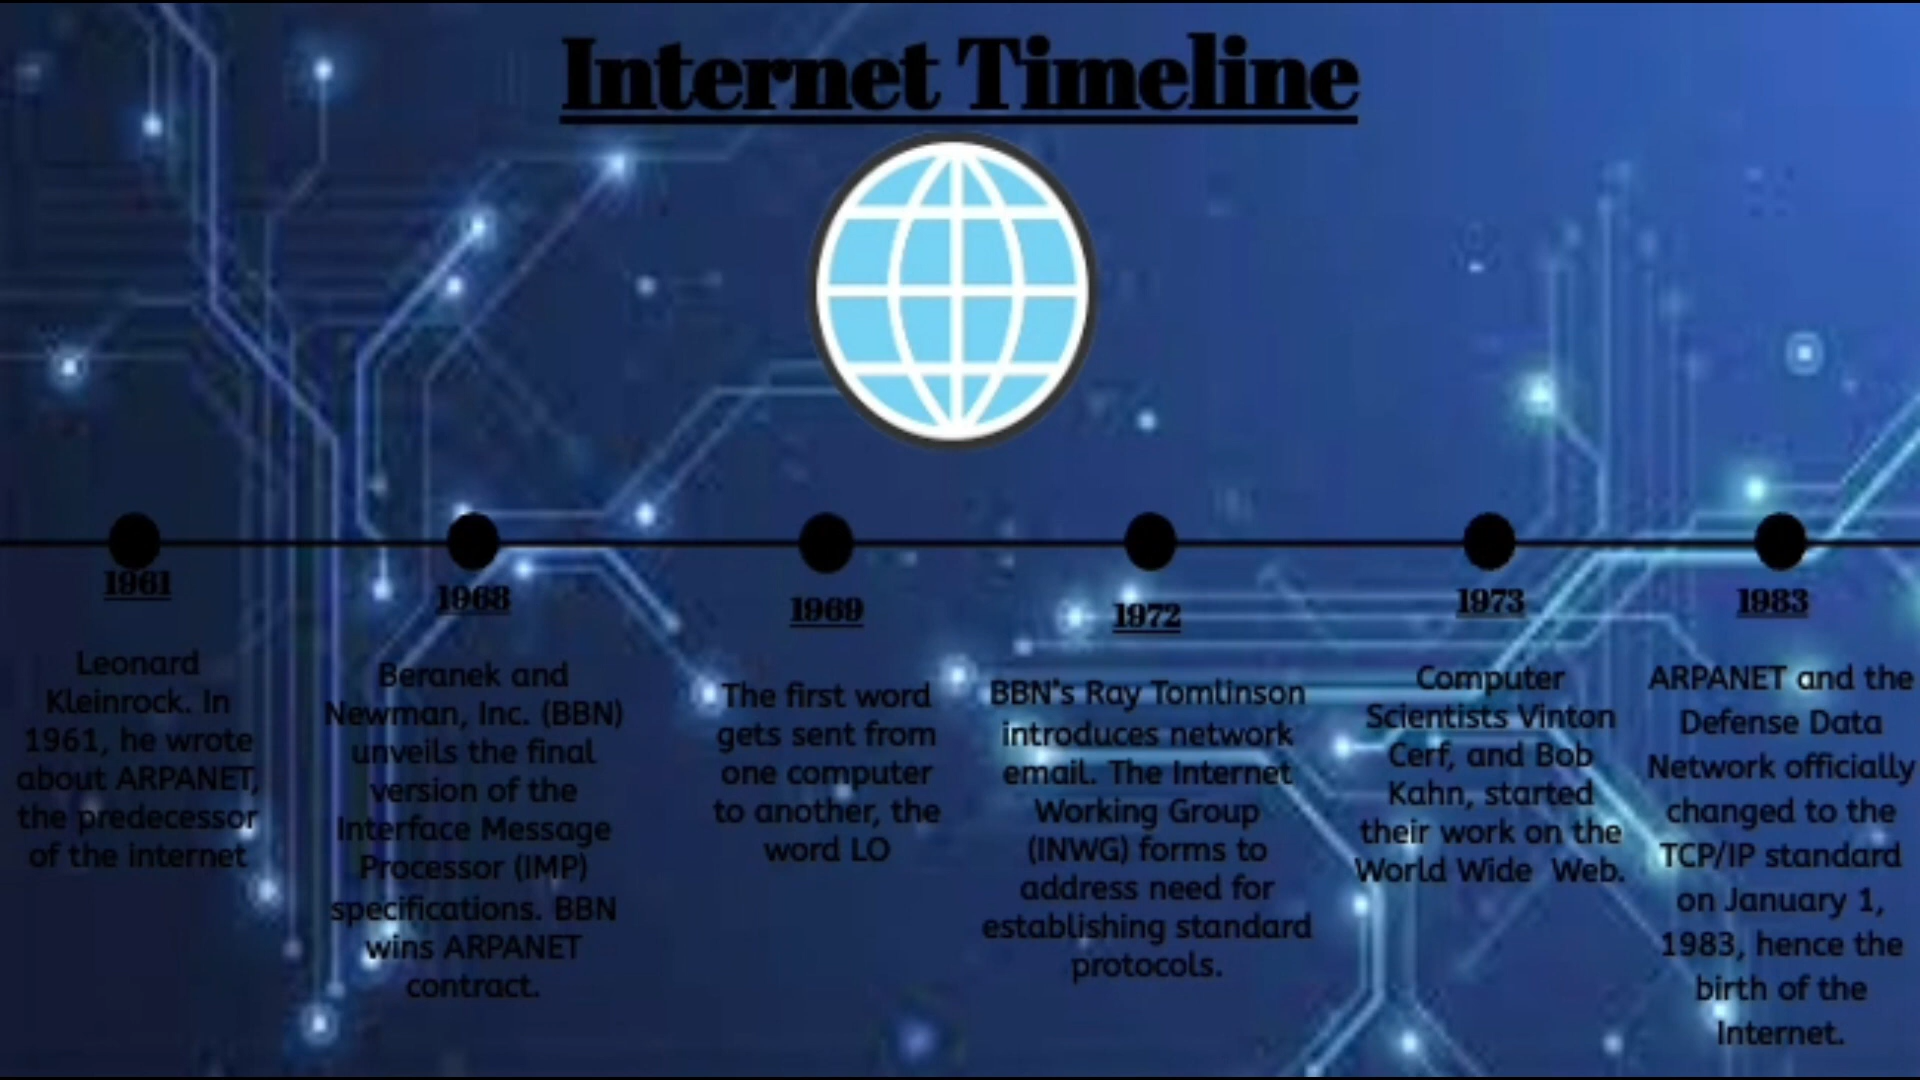 Internet Timeline
1961
Leonard
Kleinrock. In
1961, he wrote
about ARPANET,
the predecessor
of the internet
1968
Beranek and
Newman, Inc. (BBN)
unveils the final
version of the
Interface Message
Processor (IMP)
specifications. BBN
wins ARPANET
contract.
1969
The first word
gets sent from
one computer
to another, the
word LO
1972
BBN's Ray Tomlinson
introduces network
email. The Internet
Working Group
(INWG) forms to
address need for
establishing standard
protocols.
1973
Computer
Scientists Vinton
Cerf, and Bob
Kahn, started
their work on the
World Wide Web.
1983
ARPANET and the
Defense Data
Network officially
changed to the
TCP/IP standard
on January 1,
1983, hence the
birth of the
Internet.